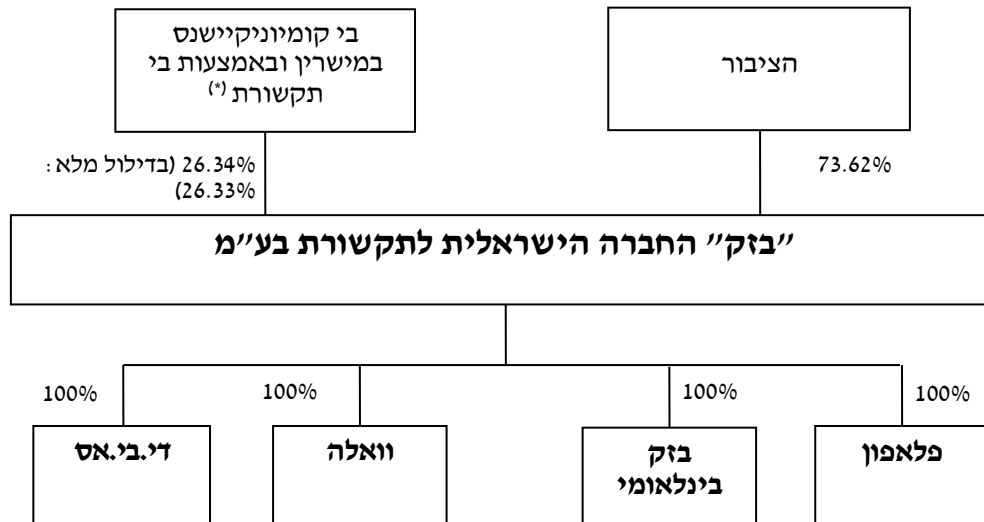 הציבור
בי קומיוניקיישנס
במישרין ובאמצעות בי
תקשורת (*)
73.62%
26.34% (בדילול מלא:
26.33%)
"בזק" החברה הישראלית לתקשורת בע"מ
100%
100%
100%
100%
פלאפון
בזק
בינלאומי
וואלה
די.בי.אס